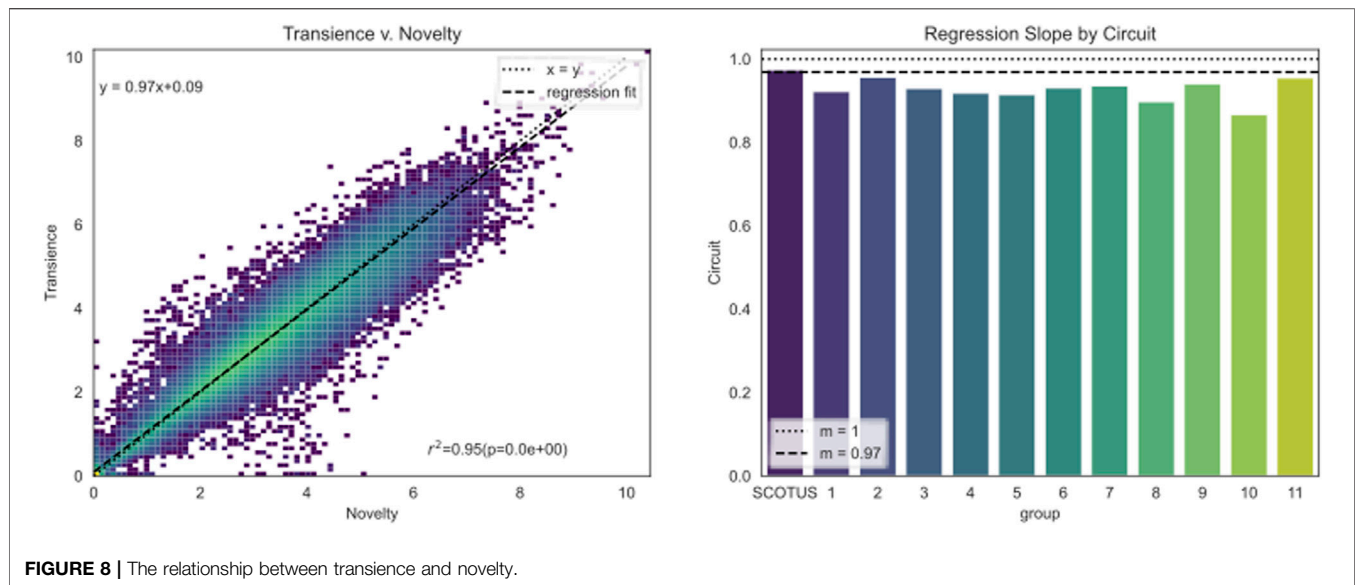 Transience v. Novelty
y = 0.97x+0.09
x = y
regression fit
r²=0.95(p=0.0e+00)
10
8
6
4
2
0
Transience
0 2 4 6 8 10
Novelty
Regression Slope by Circuit
1.0
0.8
0.6
0.4
0.2
0.0
Circuit
m = 1
m = 0.97
SCOTUS 1 2 3 4 5 6 7 8 9 10 11
group
FIGURE 8 | The relationship between transience and novelty.